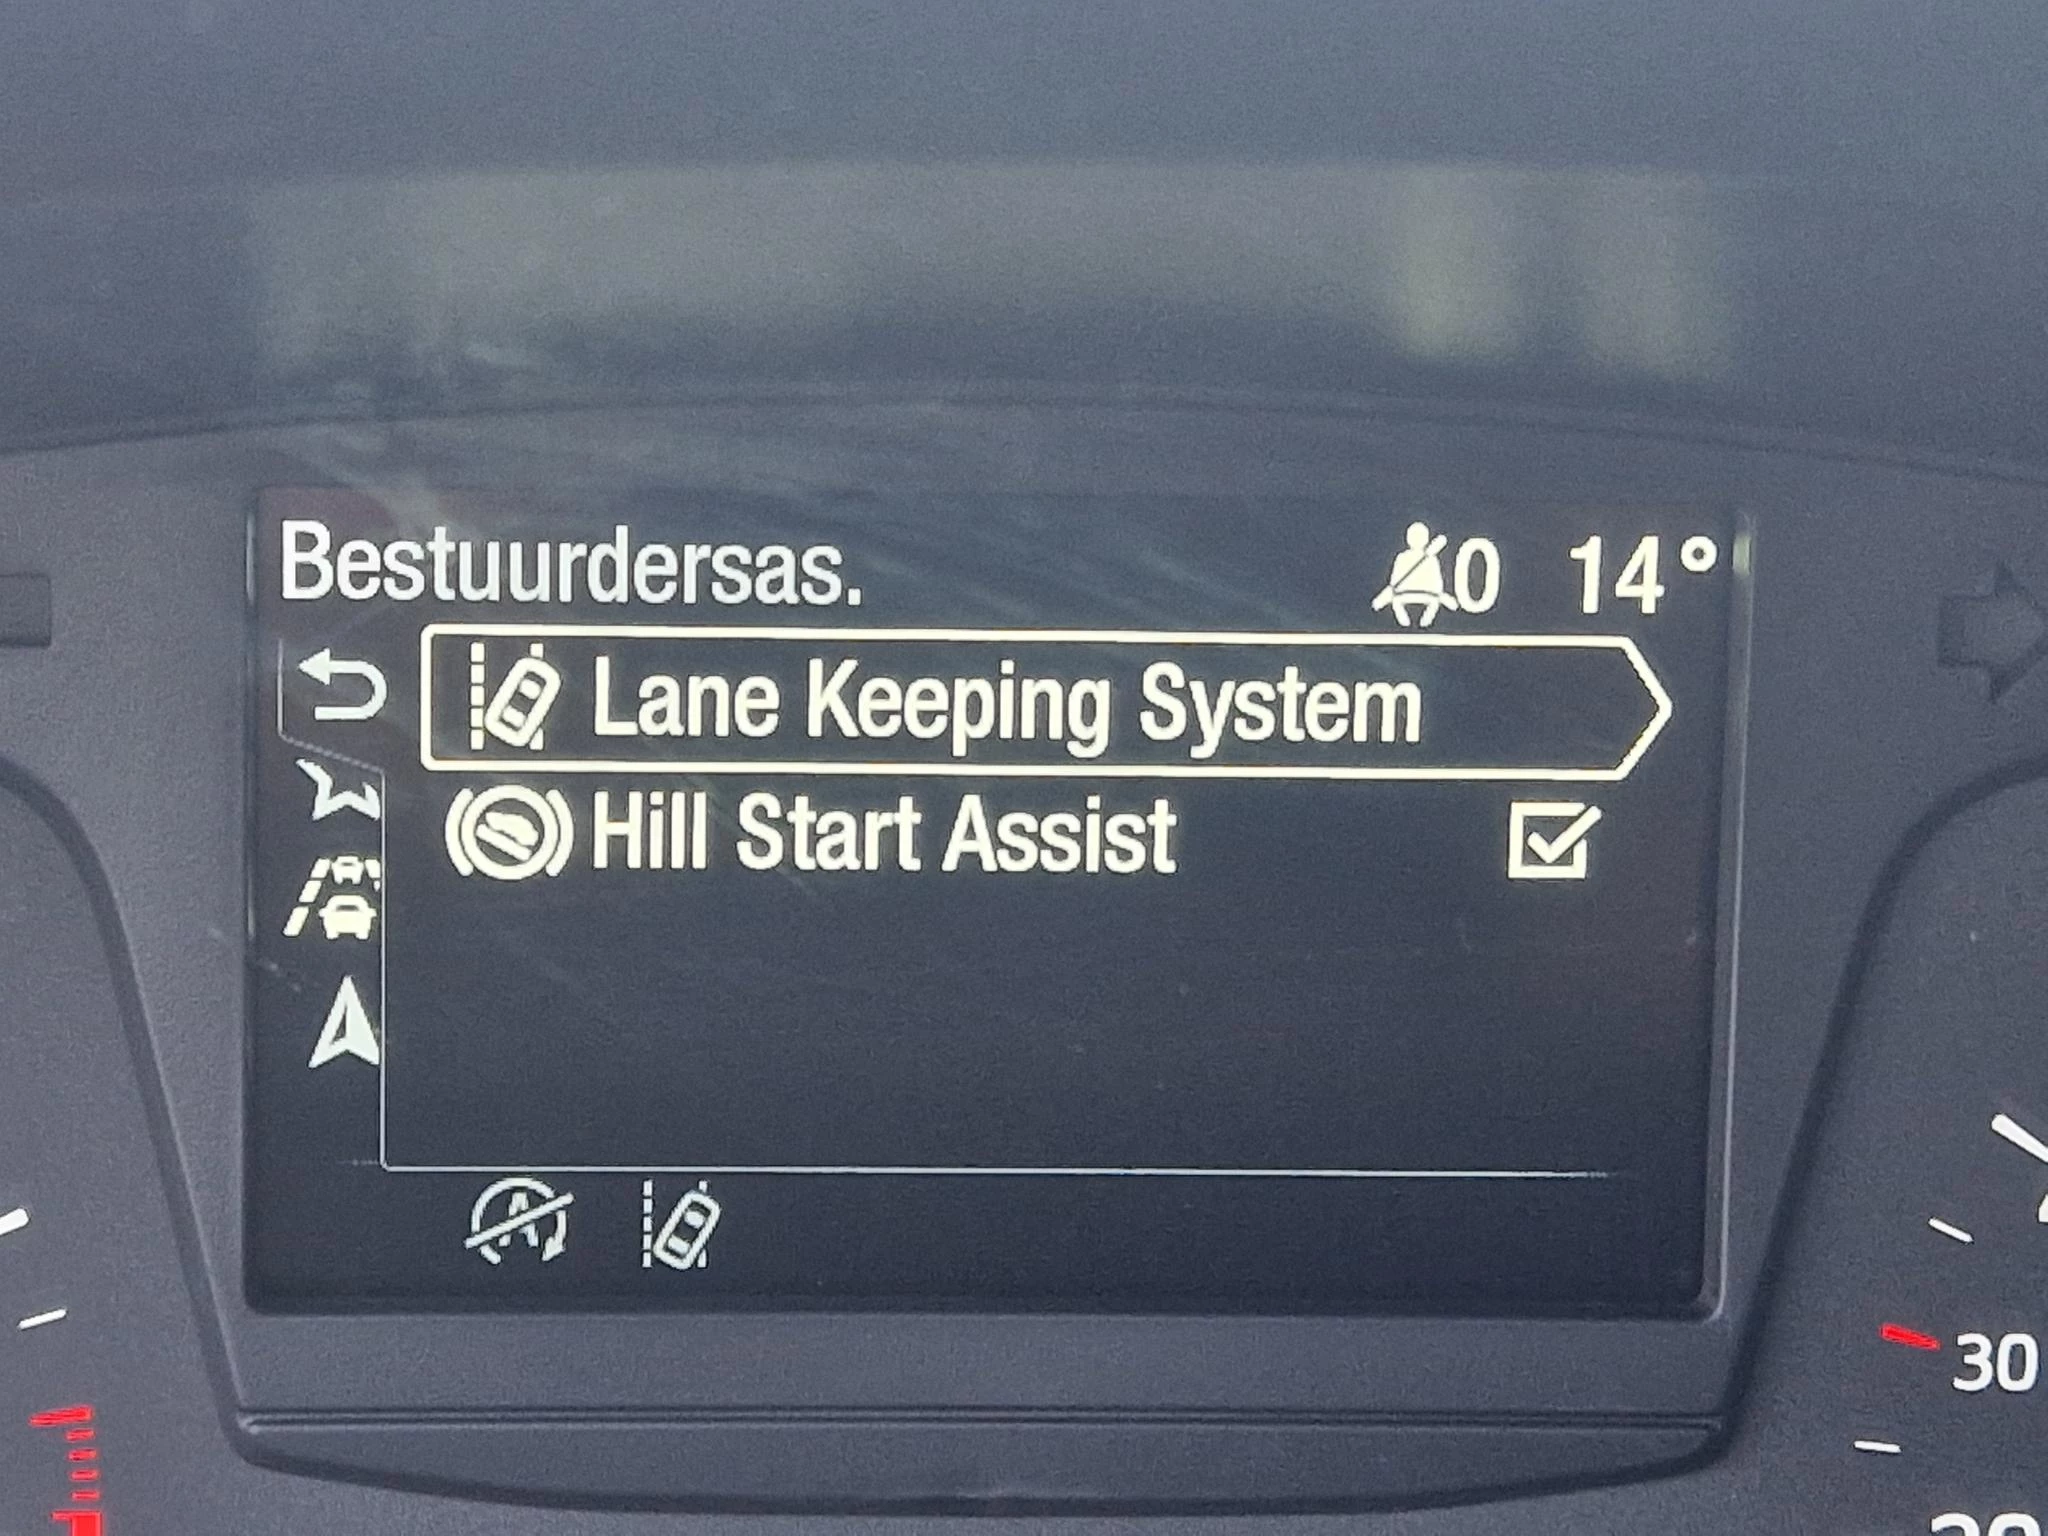 Bestuurdersas. 0 14°
Lane Keeping System
Hill Start Assist
30